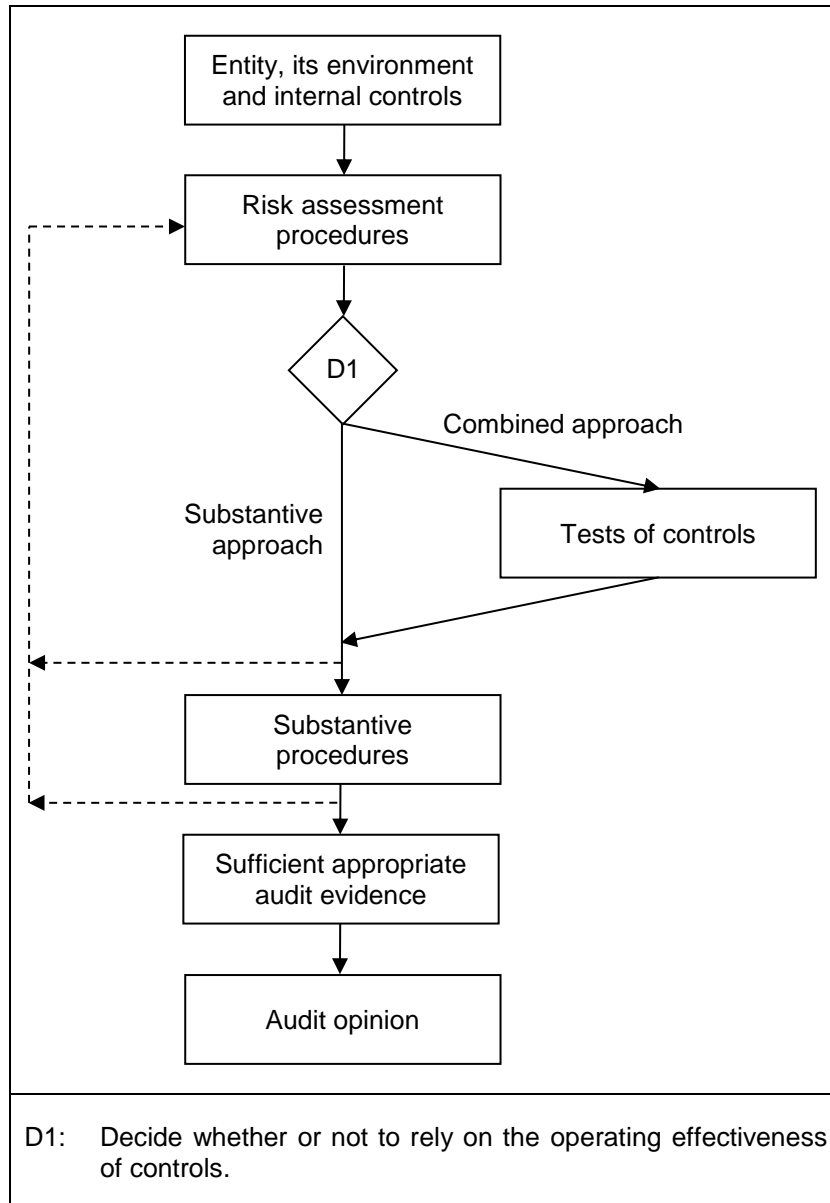 Entity, its environment
and internal controls
Risk assessment
procedures
D1
Combined approach
Substantive
approach
Tests of controls
Substantive
procedures
Sufficient appropriate
audit evidence
Audit opinion
D1: Decide whether or not to rely on the operating effectiveness
of controls.